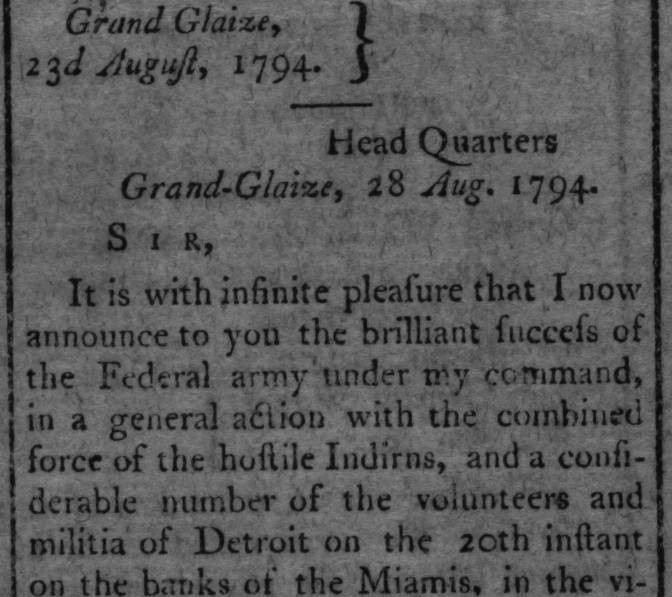 Grand Glaize,
23d Auguſt, 1794. }
Head Quarters
Grand-Glaize, 28 Aug. 1794.
S I R,
It is with infinite pleaſure that I now
announce to you the brilliant ſucceſs of
the Federal army under my command,
in a general action with the combined
force of the hoſtile Indirns, and a conſi-
derable number of the volunteers and
militia of Detroit on the 20th inſtant
on the banks of the Miamis, in the vi-